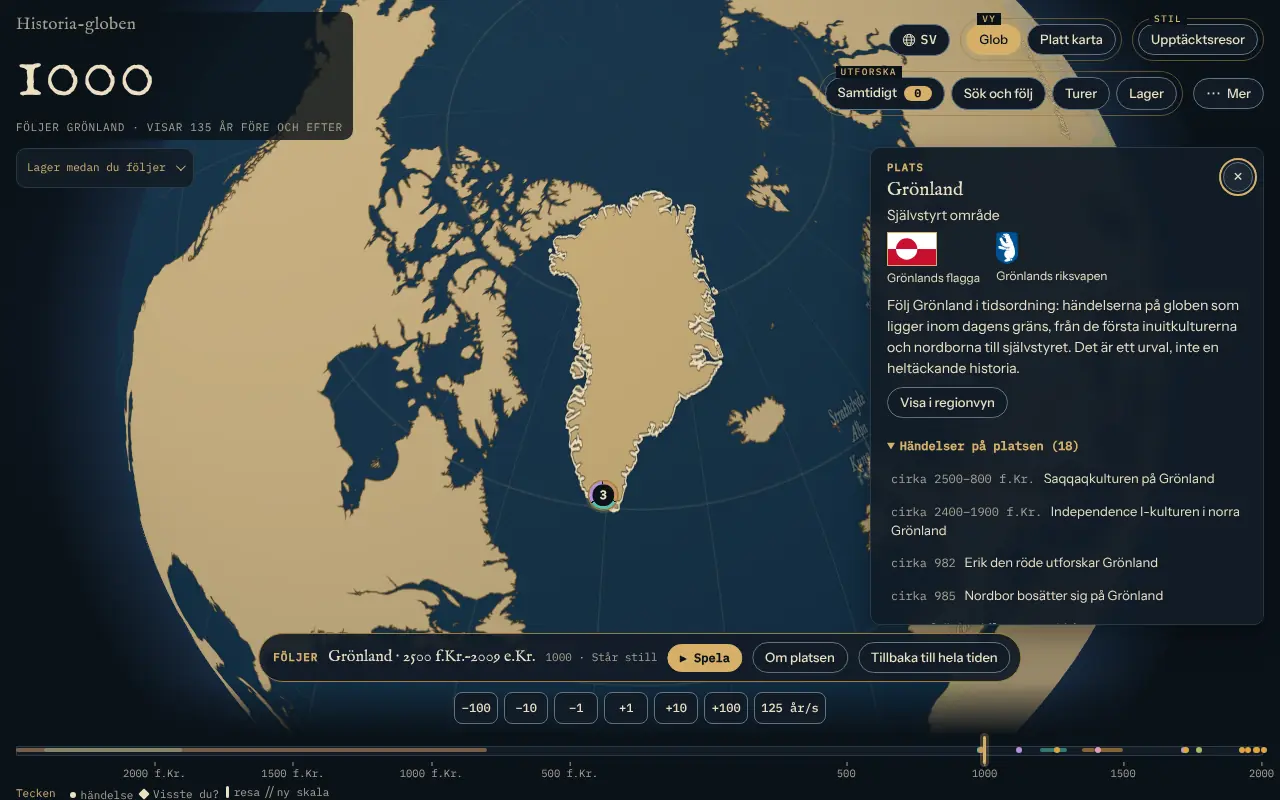 Historia-globen
1000
FÖLJER GRÖNLAND · VISAR 135 ÅR FÖRE OCH EFTER
Lager medan du följer
SV
VY
Glob
Platt karta
STIL
Upptäcktsresor
UTFORSKA
Samtidigt 0
Sök och följ
Turer
Lager
··· Mer
PLATS
Grönland
×
Självstyrt område
Grönlands flagga
Grönlands riksvapen
Följ Grönland i tidsordning: händelserna på globen som
ligger inom dagens gräns, från de första inuitkulturerna
och nordborna till självstyret. Det är ett urval, inte en
heltäckande historia.
Visa i regionvyn
▼ Händelser på platsen (18)
cirka 2500–800 f.Kr. Saqqaqkulturen på Grönland
cirka 2400–1900 f.Kr. Independence I-kulturen i norra
Grönland
cirka 982 Erik den röde utforskar Grönland
cirka 985 Nordbor bosätter sig på Grönland
Strathclyde
Alba
3
FÖLJER Grönland · 2500 f.Kr.–2009 e.Kr. 1000 · Står still
▶ Spela
Om platsen
Tillbaka till hela tiden
−100
−10
−1
+1
+10
+100
125 år/s
2000 f.Kr.
1500 f.Kr.
1000 f.Kr.
500 f.Kr.
500
1000
1500
2000
Tecken
händelse
Visste du?
resa
// ny skala